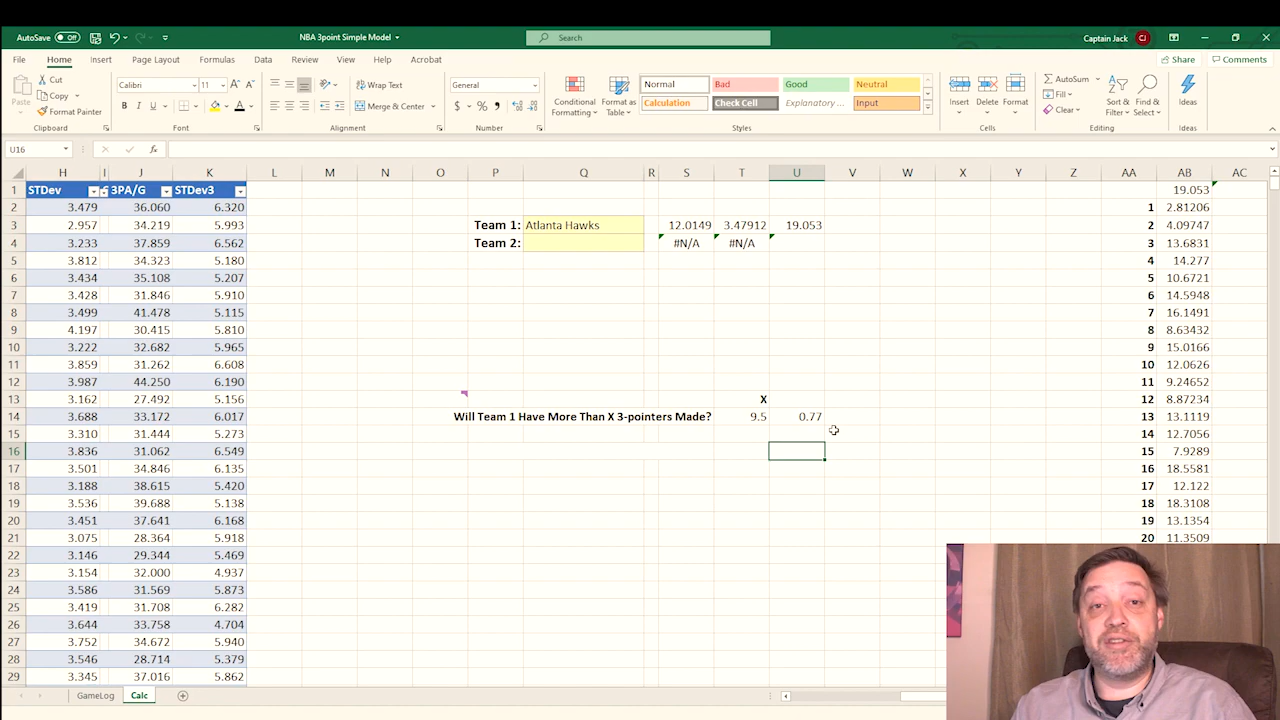 AutoSave Off NBA 3point Simple Model Search Captain Jack CJ
File Home Insert Page Layout Formulas Data Review View Help Acrobat Share Comments
Paste Cut Copy Format Painter Calibri 11 Wrap Text Merge & Center General Conditional Formatting Format as Table Normal Bad Good Neutral Calculation Check Cell Explanatory ... Input Insert Delete Format AutoSum Fill Clear Sort & Filter Find & Select Ideas
Clipboard Font Alignment Number Styles Cells Editing Ideas
U16 fx
H I J K L M N O P Q R S T U V W X Y Z AA AB AC
1 STDev 3PA/G STDev3 19.053
2 3.479 36.060 6.320 1 2.81206
3 2.957 34.219 5.993 Team 1: Atlanta Hawks 12.0149 3.47912 19.053 2 4.09747
4 3.233 37.859 6.562 Team 2: #N/A #N/A 3 13.6831
5 3.812 34.323 5.180 4 14.277
6 3.434 35.108 5.207 5 10.6721
7 3.428 31.846 5.910 6 14.5948
8 3.499 41.478 5.115 7 16.1491
9 4.197 30.415 5.810 8 8.63432
10 3.222 32.682 5.965 9 15.0166
11 3.859 31.262 6.608 10 12.0626
12 3.987 44.250 6.190 11 9.24652
13 3.162 27.492 5.156 X 12 8.87234
14 3.688 33.172 6.017 Will Team 1 Have More Than X 3-pointers Made? 9.5 0.77 13 13.1119
15 3.310 31.444 5.273 14 12.7056
16 3.836 31.062 6.549 15 7.9289
17 3.501 34.846 6.135 16 18.5581
18 3.188 38.615 5.420 17 12.122
19 3.536 39.688 5.138 18 18.3108
20 3.451 37.641 6.168 19 13.1354
21 3.075 28.364 5.918 20 11.3509
22 3.146 29.344 5.469
23 3.154 32.000 4.937
24 3.586 31.569 5.873
25 3.419 31.708 6.282
26 3.644 33.758 4.704
27 3.752 34.672 5.940
28 3.546 28.714 5.379
29 3.345 37.016 5.862
GameLog Calc